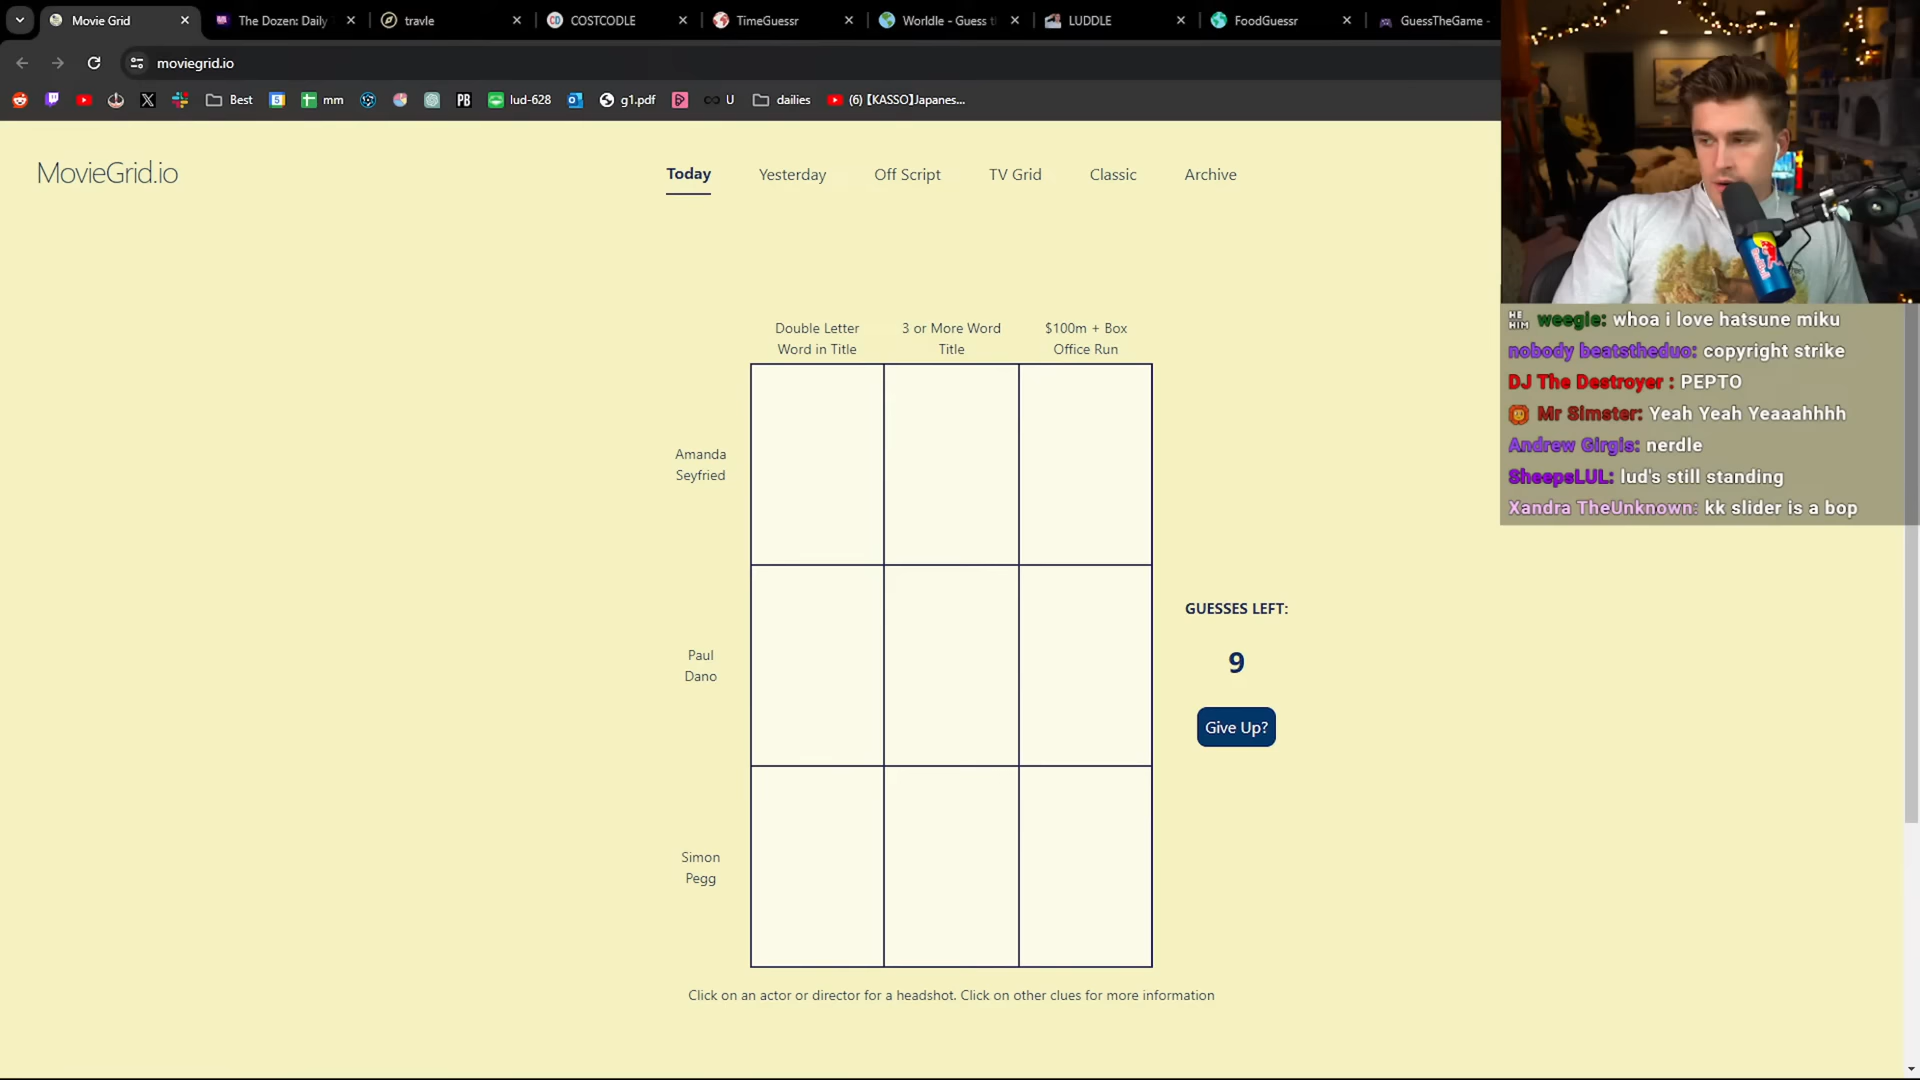 Movie Grid
The Dozen: Daily
travle
COSTCODLE
TimeGuessr
Worldle - Guess t
LUDDLE
FoodGuessr
GuessTheGame -
moviegrid.io
Best
mm
PB
lud-628
g1.pdf
U
dailies
(6) 【KASSO】Japanes...
MovieGrid.io
Today
Yesterday
Off Script
TV Grid
Classic
Archive
Double Letter
Word in Title
3 or More Word
Title
$100m + Box
Office Run
Amanda
Seyfried
Paul
Dano
Simon
Pegg
GUESSES LEFT:
9
Give Up?
Click on an actor or director for a headshot. Click on other clues for more information
HE
HIM
weegie: whoa i love hatsune miku
nobody beatstheduo: copyright strike
DJ The Destroyer : PEPTO
Mr Simster: Yeah Yeah Yeaaahhhh
Andrew Girgis: nerdle
SheepsLUL: lud's still standing
Xandra TheUnknown: kk slider is a bop